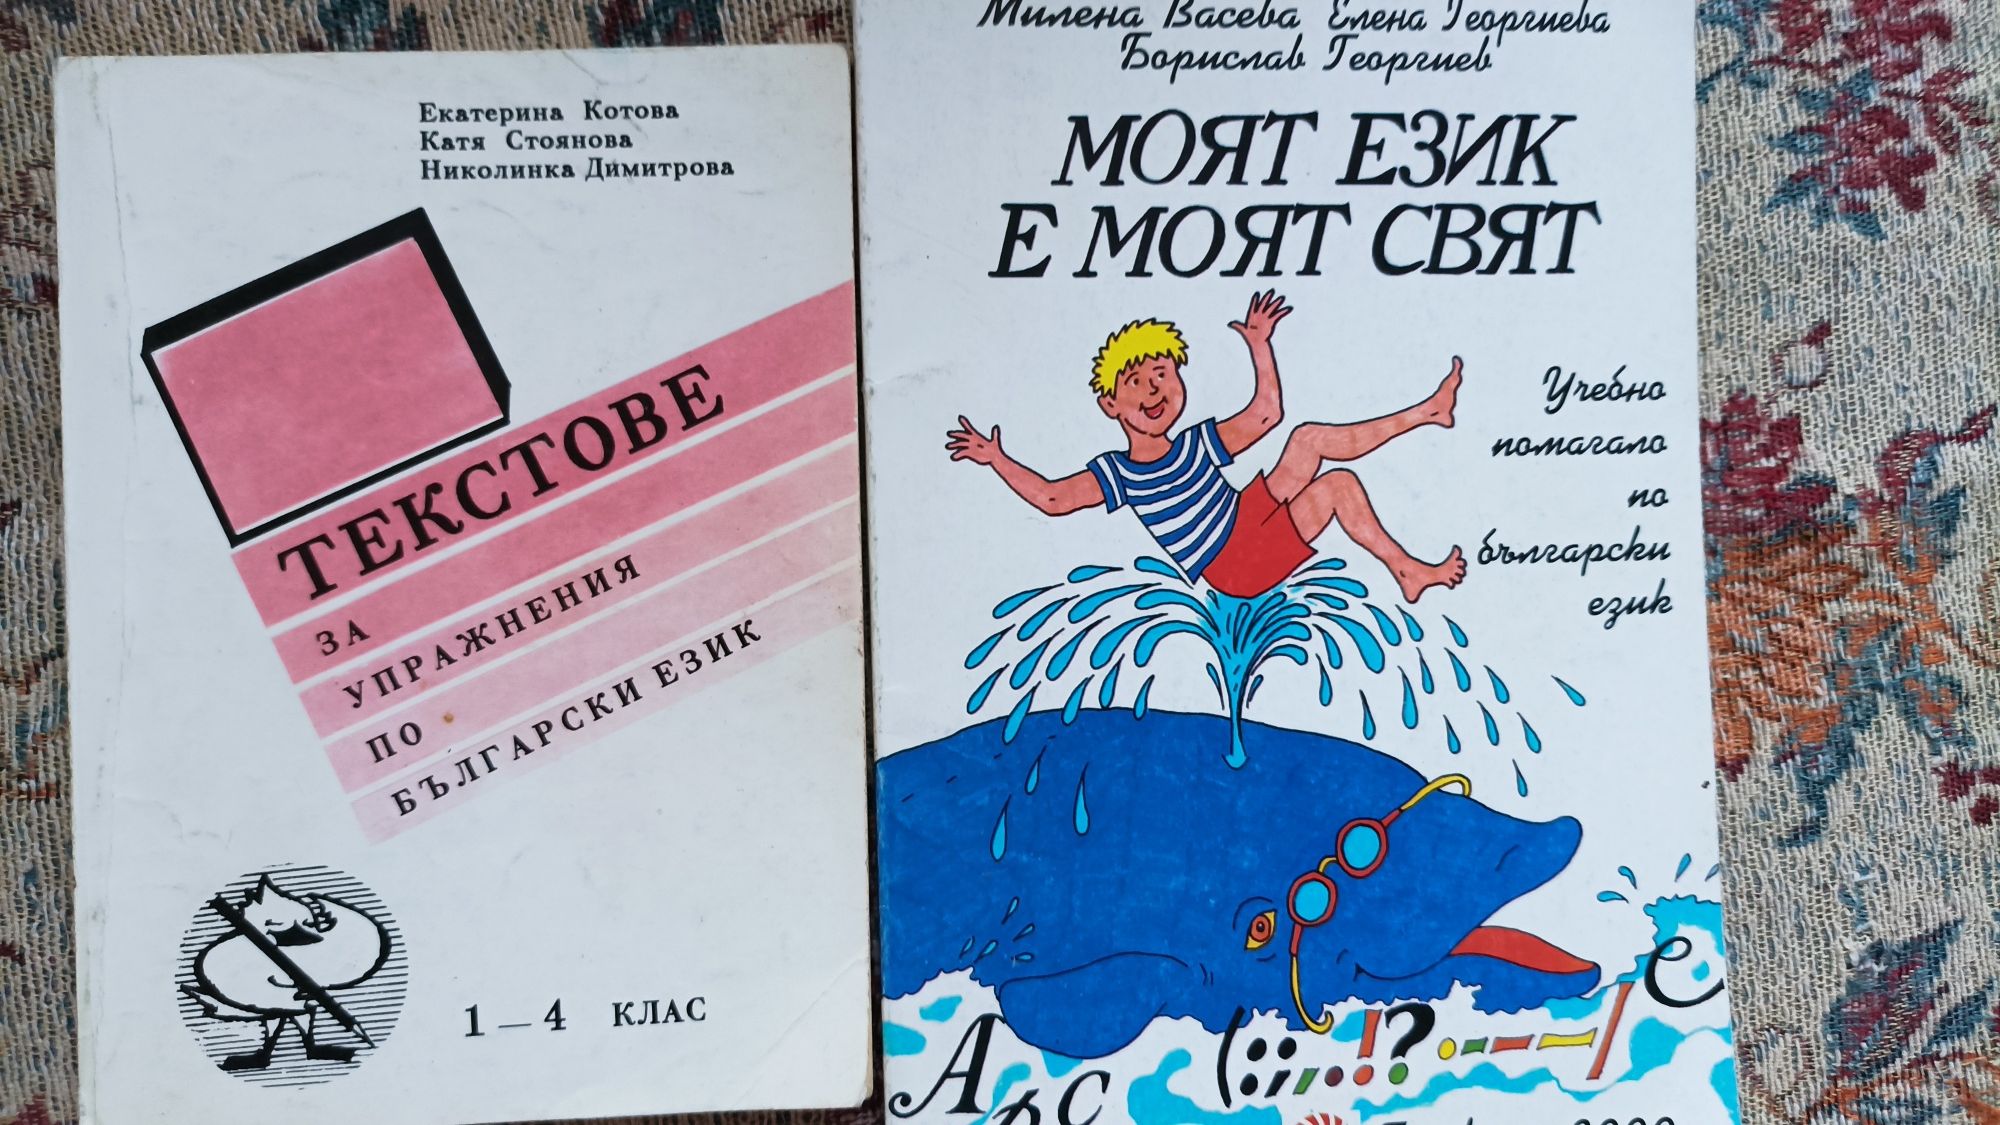 Екатерина Котова
Катя Стоянова
Николинка Димитрова
ТЕКСТОВЕ
ЗА
УПРАЖНЕНИЯ
ПО
БЪЛГАРСКИ ЕЗИК
1 – 4 КЛАС
Милена Васева Елена Георгиева
Борислав Георгиев
МОЯТ ЕЗИК
Е МОЯТ СВЯТ
Учебно
помагало
по
български
език
С
(:;,.!?.-–—/
А р с